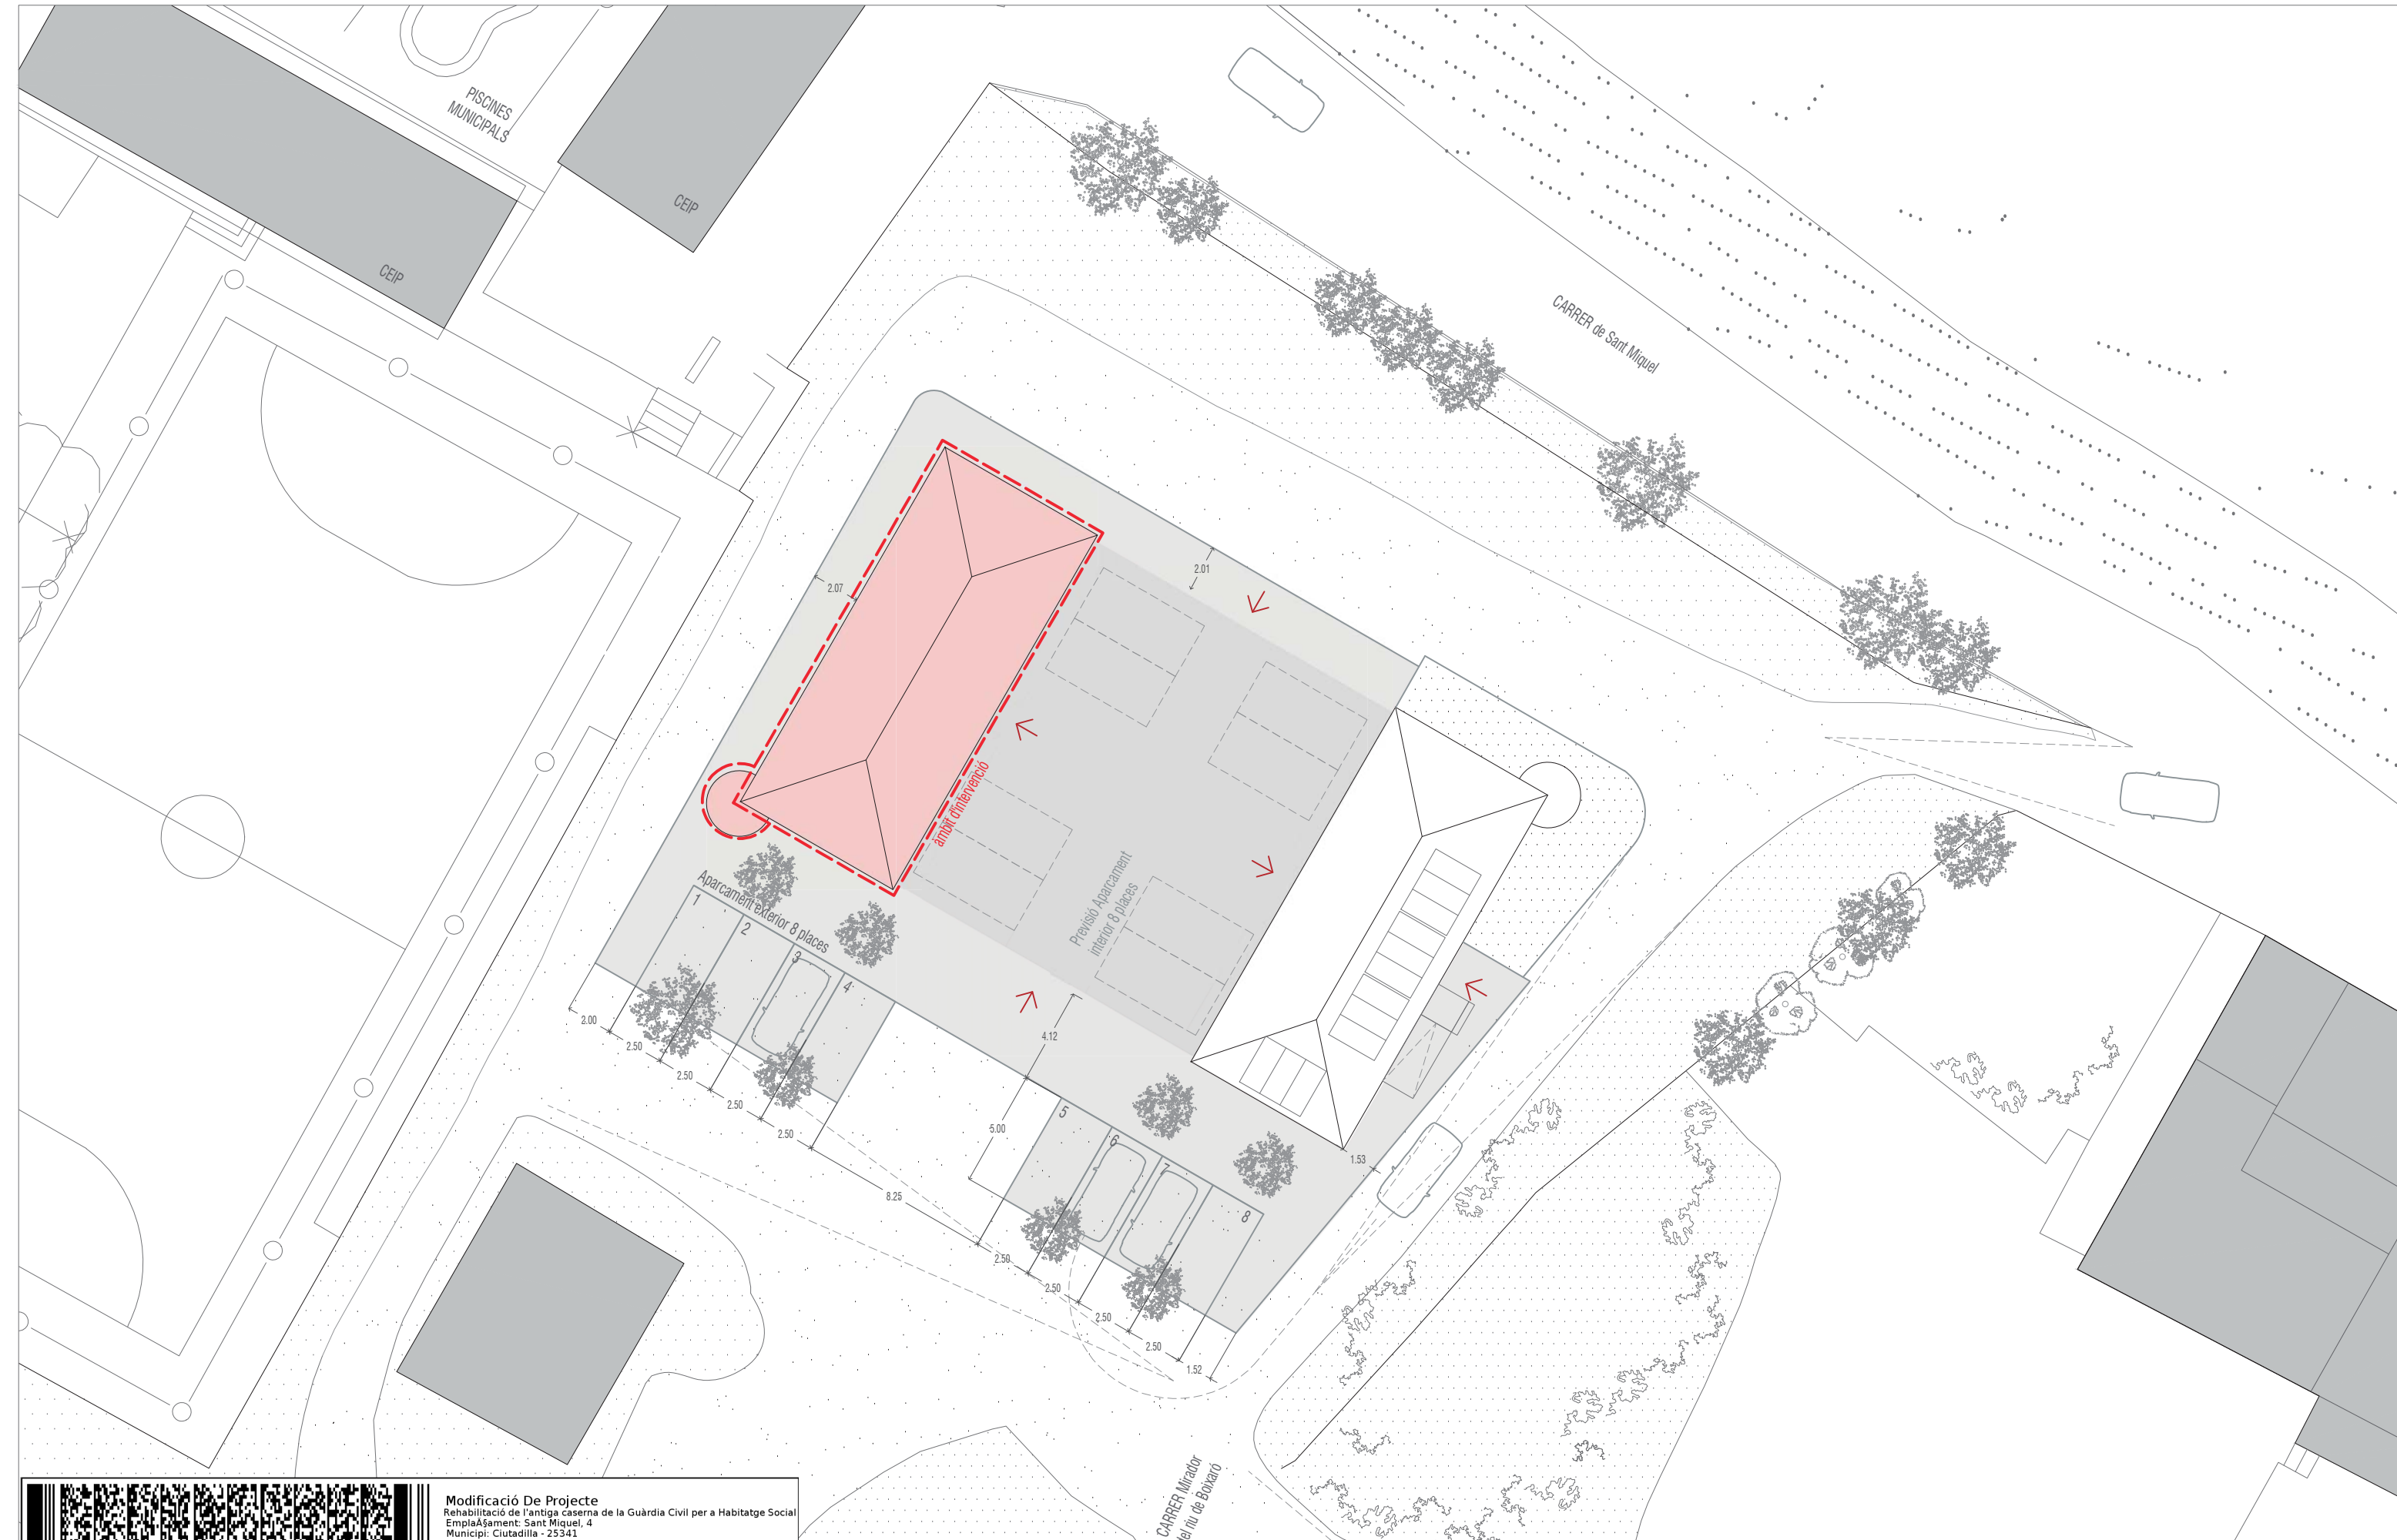 PISCINES
MUNICIPALS
CEIP
CEIP
CARRER de Sant Miquel
2.01
2.07
àmbit d'intervenció
Previsió Aparcament
interior 8 places
Aparcament exterior 8 places
1
2
3
4
2.00
2.50
2.50
2.50
2.50
8.25
4.12
5.00
5
6
7
8
1.53
2.50
2.50
2.50
2.50
1.52
CARRER Mirador
del riu de Boixaró
Modificació De Projecte
Rehabilitació de l'antiga caserna de la Guàrdia Civil per a Habitatge Social
EmplaÃ§ament: Sant Miquel, 4
Municipi: Ciutadilla - 25341